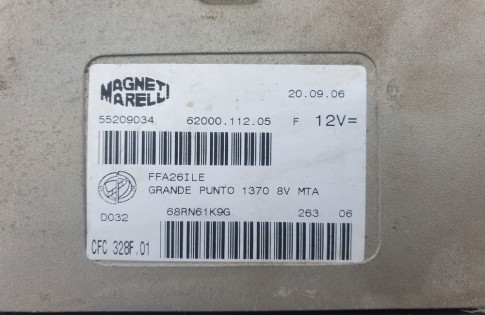 MAGNETI
MARELLI
20.09.06
55209034 62000.112.05 F 12V=
FFA26ILE
GRANDE PUNTO 1370 8V MTA
D032 68RN61K9G 263 06
CFC 328F.01